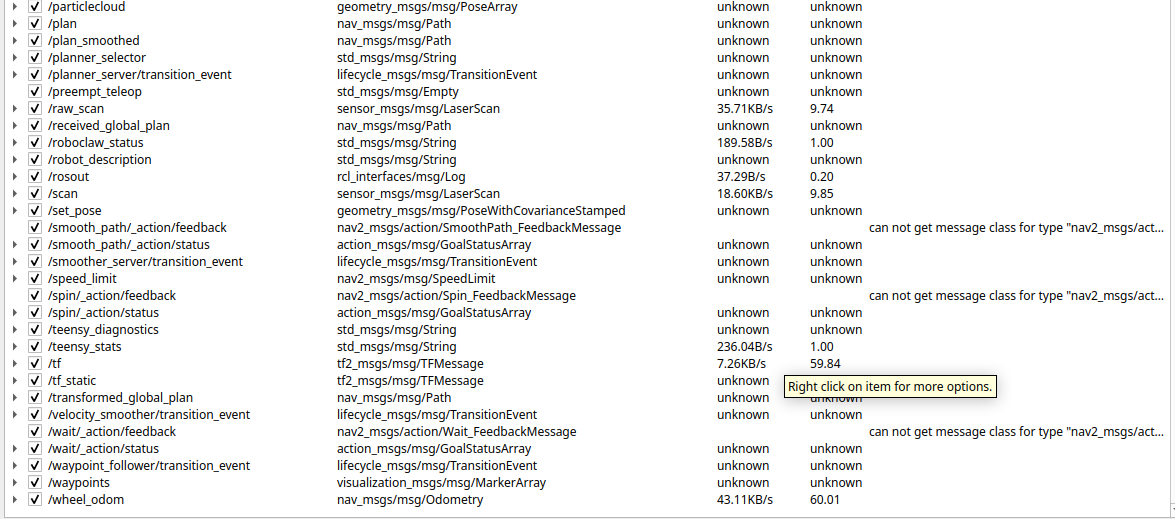 /particlecloud geometry_msgs/msg/PoseArray unknown unknown
/plan nav_msgs/msg/Path unknown unknown
/plan_smoothed nav_msgs/msg/Path unknown unknown
/planner_selector std_msgs/msg/String unknown unknown
/planner_server/transition_event lifecycle_msgs/msg/TransitionEvent unknown unknown
/preempt_teleop std_msgs/msg/Empty unknown unknown
/raw_scan sensor_msgs/msg/LaserScan 35.71KB/s 9.74
/received_global_plan nav_msgs/msg/Path unknown unknown
/roboclaw_status std_msgs/msg/String 189.58B/s 1.00
/robot_description std_msgs/msg/String unknown unknown
/rosout rcl_interfaces/msg/Log 37.29B/s 0.20
/scan sensor_msgs/msg/LaserScan 18.60KB/s 9.85
/set_pose geometry_msgs/msg/PoseWithCovarianceStamped unknown unknown
/smooth_path/_action/feedback nav2_msgs/action/SmoothPath_FeedbackMessage can not get message class for type "nav2_msgs/act...
/smooth_path/_action/status action_msgs/msg/GoalStatusArray unknown unknown
/smoother_server/transition_event lifecycle_msgs/msg/TransitionEvent unknown unknown
/speed_limit nav2_msgs/msg/SpeedLimit unknown unknown
/spin/_action/feedback nav2_msgs/action/Spin_FeedbackMessage can not get message class for type "nav2_msgs/act...
/spin/_action/status action_msgs/msg/GoalStatusArray unknown unknown
/teensy_diagnostics std_msgs/msg/String unknown unknown
/teensy_stats std_msgs/msg/String 236.04B/s 1.00
/tf tf2_msgs/msg/TFMessage 7.26KB/s 59.84
/tf_static tf2_msgs/msg/TFMessage unknown
Right click on item for more options.
/transformed_global_plan nav_msgs/msg/Path unknown unknown
/velocity_smoother/transition_event lifecycle_msgs/msg/TransitionEvent unknown unknown
/wait/_action/feedback nav2_msgs/action/Wait_FeedbackMessage can not get message class for type "nav2_msgs/act...
/wait/_action/status action_msgs/msg/GoalStatusArray unknown unknown
/waypoint_follower/transition_event lifecycle_msgs/msg/TransitionEvent unknown unknown
/waypoints visualization_msgs/msg/MarkerArray unknown unknown
/wheel_odom nav_msgs/msg/Odometry 43.11KB/s 60.01